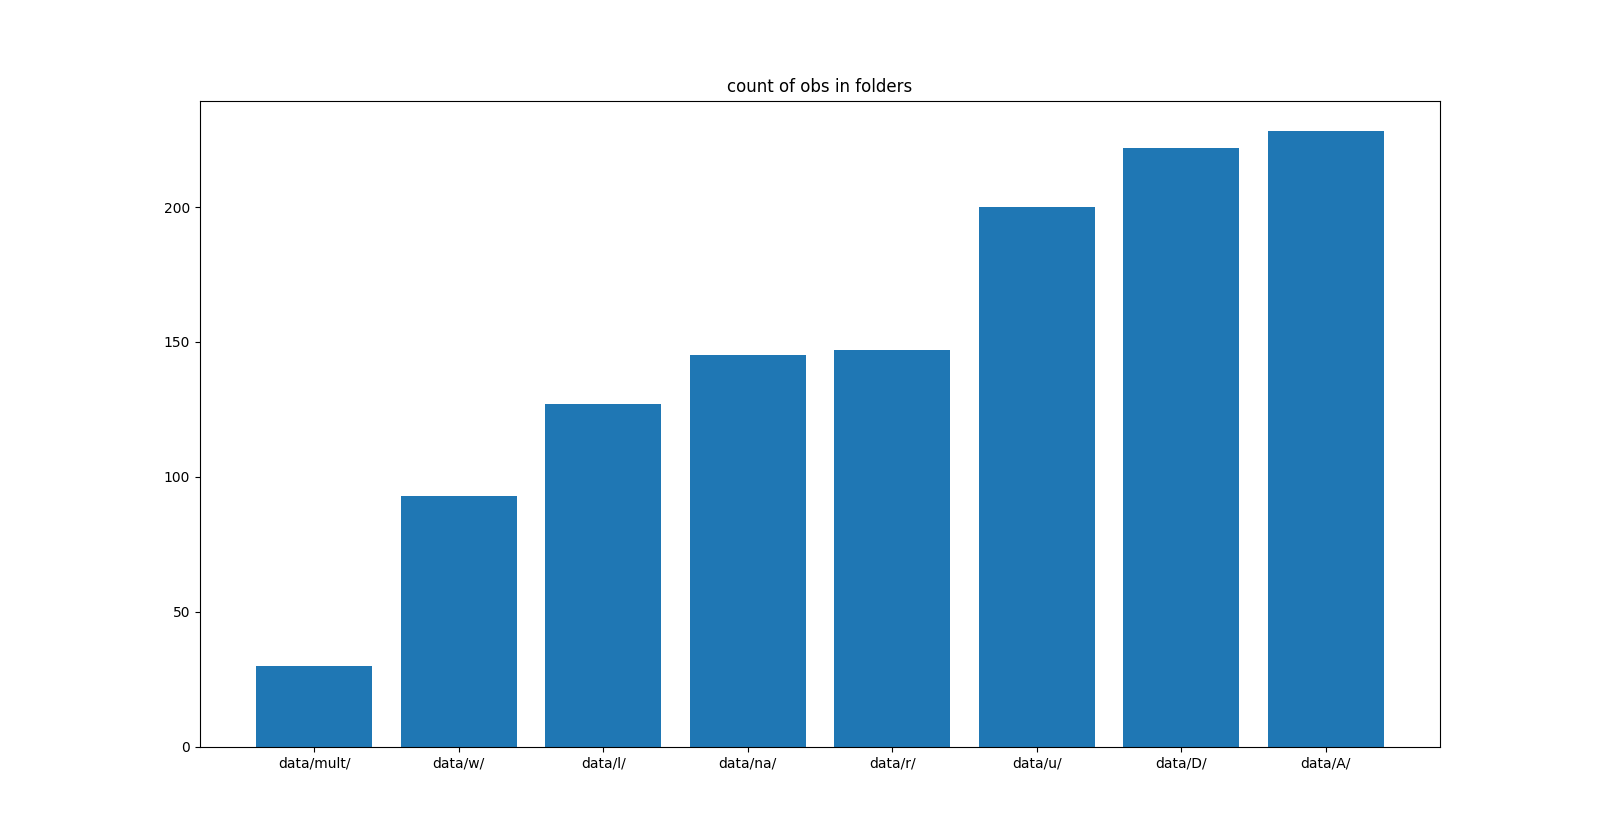 count of obs in folders
200
150
100
50
0
data/mult/ data/w/ data/l/ data/na/ data/r/ data/u/ data/D/ data/A/